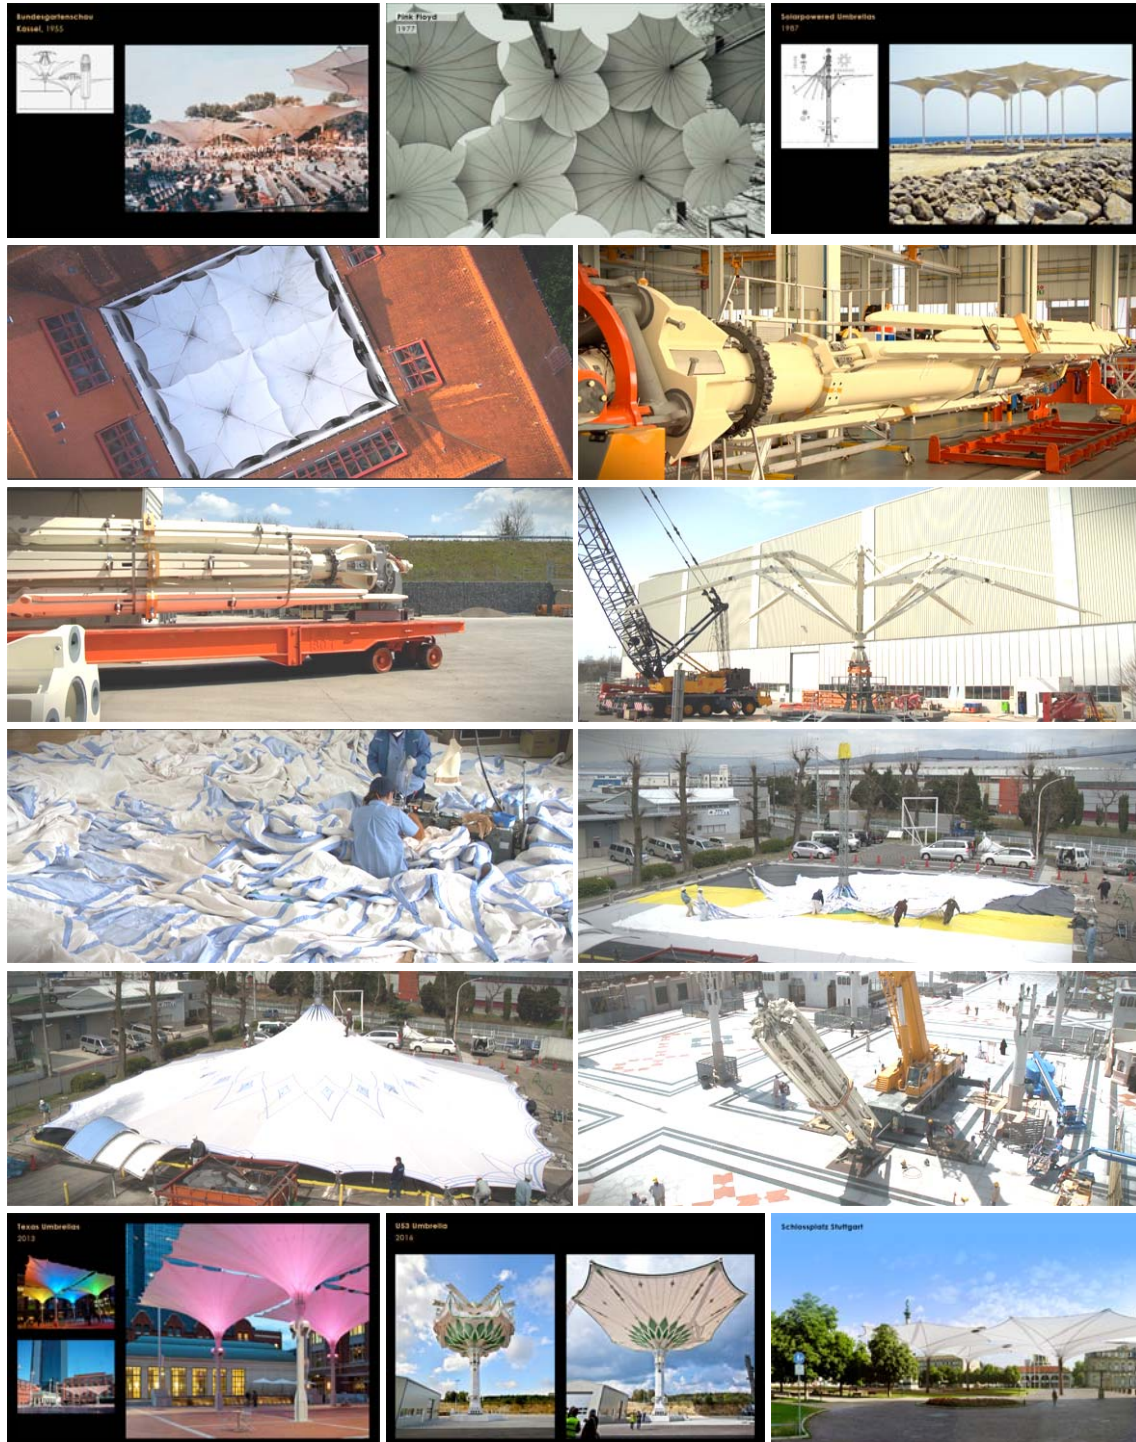 Bundesgartenschau
Kassel, 1955
Pink Floyd
1977
Solarpowered Umbrellas
1987
Texas Umbrellas
2013
US3 Umbrella
2016
Schlossplatz Stuttgart